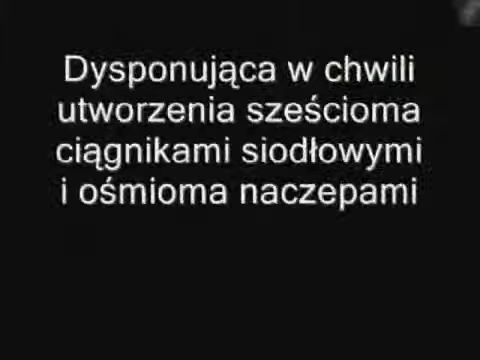 Dysponująca w chwili
utworzenia sześcioma
ciągnikami siodłowymi
i ośmioma naczepami